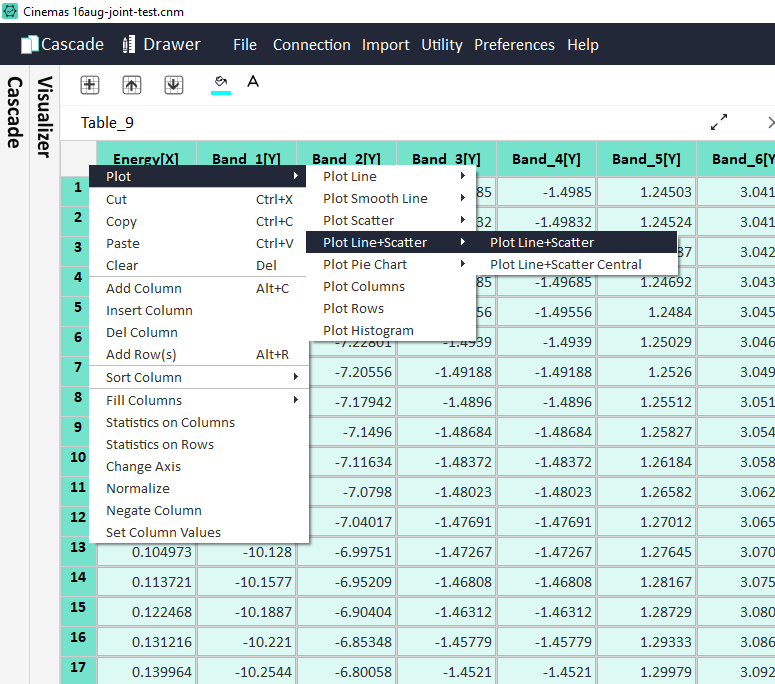 Cinemas 16aug-joint-test.cnm
Cascade Drawer File Connection Import Utility Preferences Help
Cascade
Visualizer
A
Table_9
Energy[X] Band_1[Y] Band_2[Y] Band_3[Y] Band_4[Y] Band_5[Y] Band_6[Y
Plot
Cut Ctrl+X
Copy Ctrl+C
Paste Ctrl+V
Clear Del
Add Column Alt+C
Insert Column
Del Column
Add Row(s) Alt+R
Sort Column
Fill Columns
Statistics on Columns
Statistics on Rows
Change Axis
Normalize
Negate Column
Set Column Values
Plot Line
Plot Smooth Line
Plot Scatter
Plot Line+Scatter
Plot Pie Chart
Plot Columns
Plot Rows
Plot Histogram
Plot Line+Scatter
Plot Line+Scatter Central
1 85 -1.4985 1.24503 3.041
2 32 -1.49832 1.24524 3.041
3 87 3.042
4 85 -1.49685 1.24692 3.043
5 56 -1.49556 1.2484 3.045
6 -7.22801 -1.4939 -1.4939 1.25029 3.046
7 -7.20556 -1.49188 -1.49188 1.2526 3.049
8 -7.17942 -1.4896 -1.4896 1.25512 3.051
9 -7.1496 -1.48684 -1.48684 1.25827 3.054
10 -7.11634 -1.48372 -1.48372 1.26184 3.058
11 -7.0798 -1.48023 -1.48023 1.26582 3.062
12 -7.04017 -1.47691 -1.47691 1.27012 3.065
13 0.104973 -10.128 -6.99751 -1.47267 -1.47267 1.27645 3.070
14 0.113721 -10.1577 -6.95209 -1.46808 -1.46808 1.28167 3.075
15 0.122468 -10.1887 -6.90404 -1.46312 -1.46312 1.28729 3.080
16 0.131216 -10.221 -6.85348 -1.45779 -1.45779 1.29333 3.086
17 0.139964 -10.2544 -6.80058 -1.4521 -1.4521 1.29979 3.092